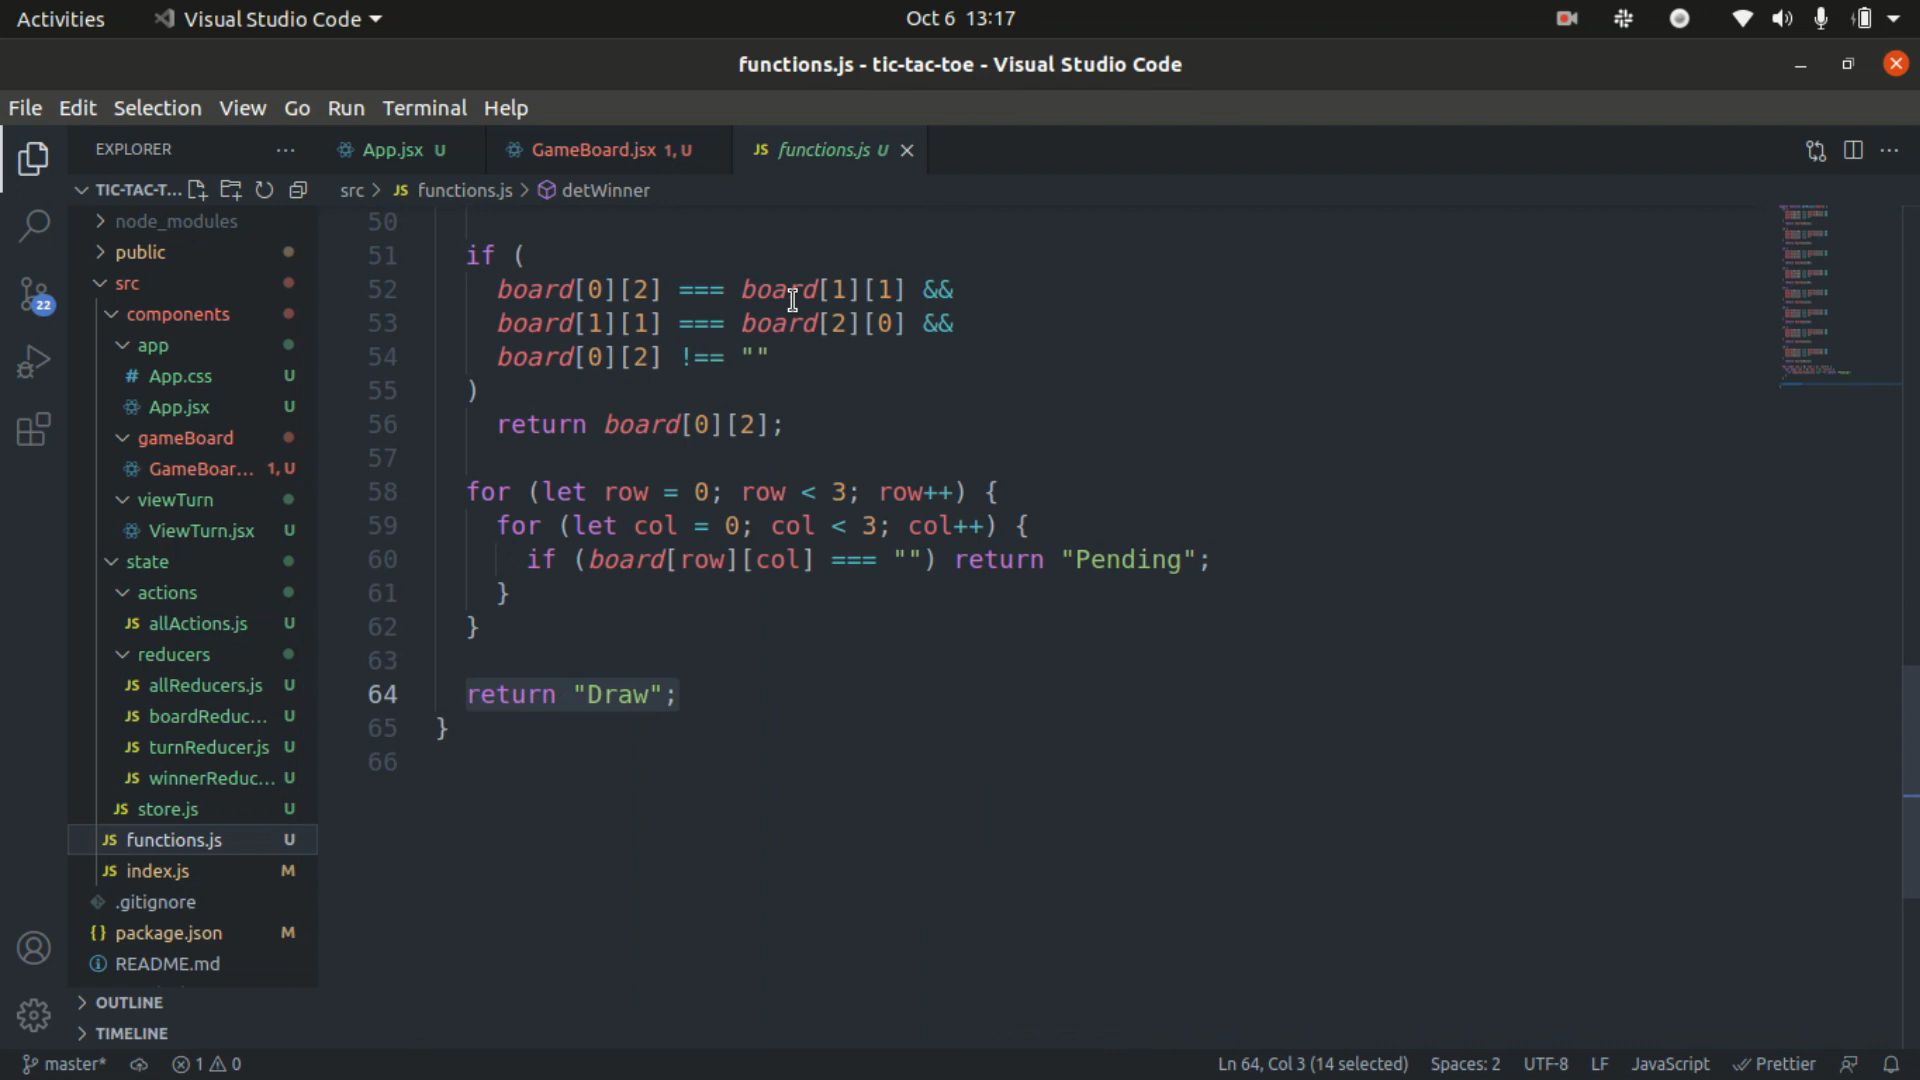 Activities
Visual Studio Code
Oct 6 13:17
functions.js - tic-tac-toe - Visual Studio Code
File Edit Selection View Go Run Terminal Help
EXPLORER
App.jsx U
GameBoard.jsx 1, U
JS functions.js U
TIC-TAC-T...
src > JS functions.js > detWinner
node_modules
public
src
components
app
# App.css U
App.jsx U
gameBoard
GameBoar... 1, U
viewTurn
ViewTurn.jsx U
state
actions
JS allActions.js U
reducers
JS allReducers.js U
JS boardReduc... U
JS turnReducer.js U
JS winnerReduc... U
JS store.js U
JS functions.js U
JS index.js M
.gitignore
{} package.json M
README.md
OUTLINE
TIMELINE
22
50
51 if (
52 board[0][2] === board[1][1] &&
53 board[1][1] === board[2][0] &&
54 board[0][2] !== ""
55 )
56 return board[0][2];
57
58 for (let row = 0; row < 3; row++) {
59 for (let col = 0; col < 3; col++) {
60 if (board[row][col] === "") return "Pending";
61 }
62 }
63
64 return "Draw";
65 }
66
master* 1 0
Ln 64, Col 3 (14 selected) Spaces: 2 UTF-8 LF JavaScript Prettier